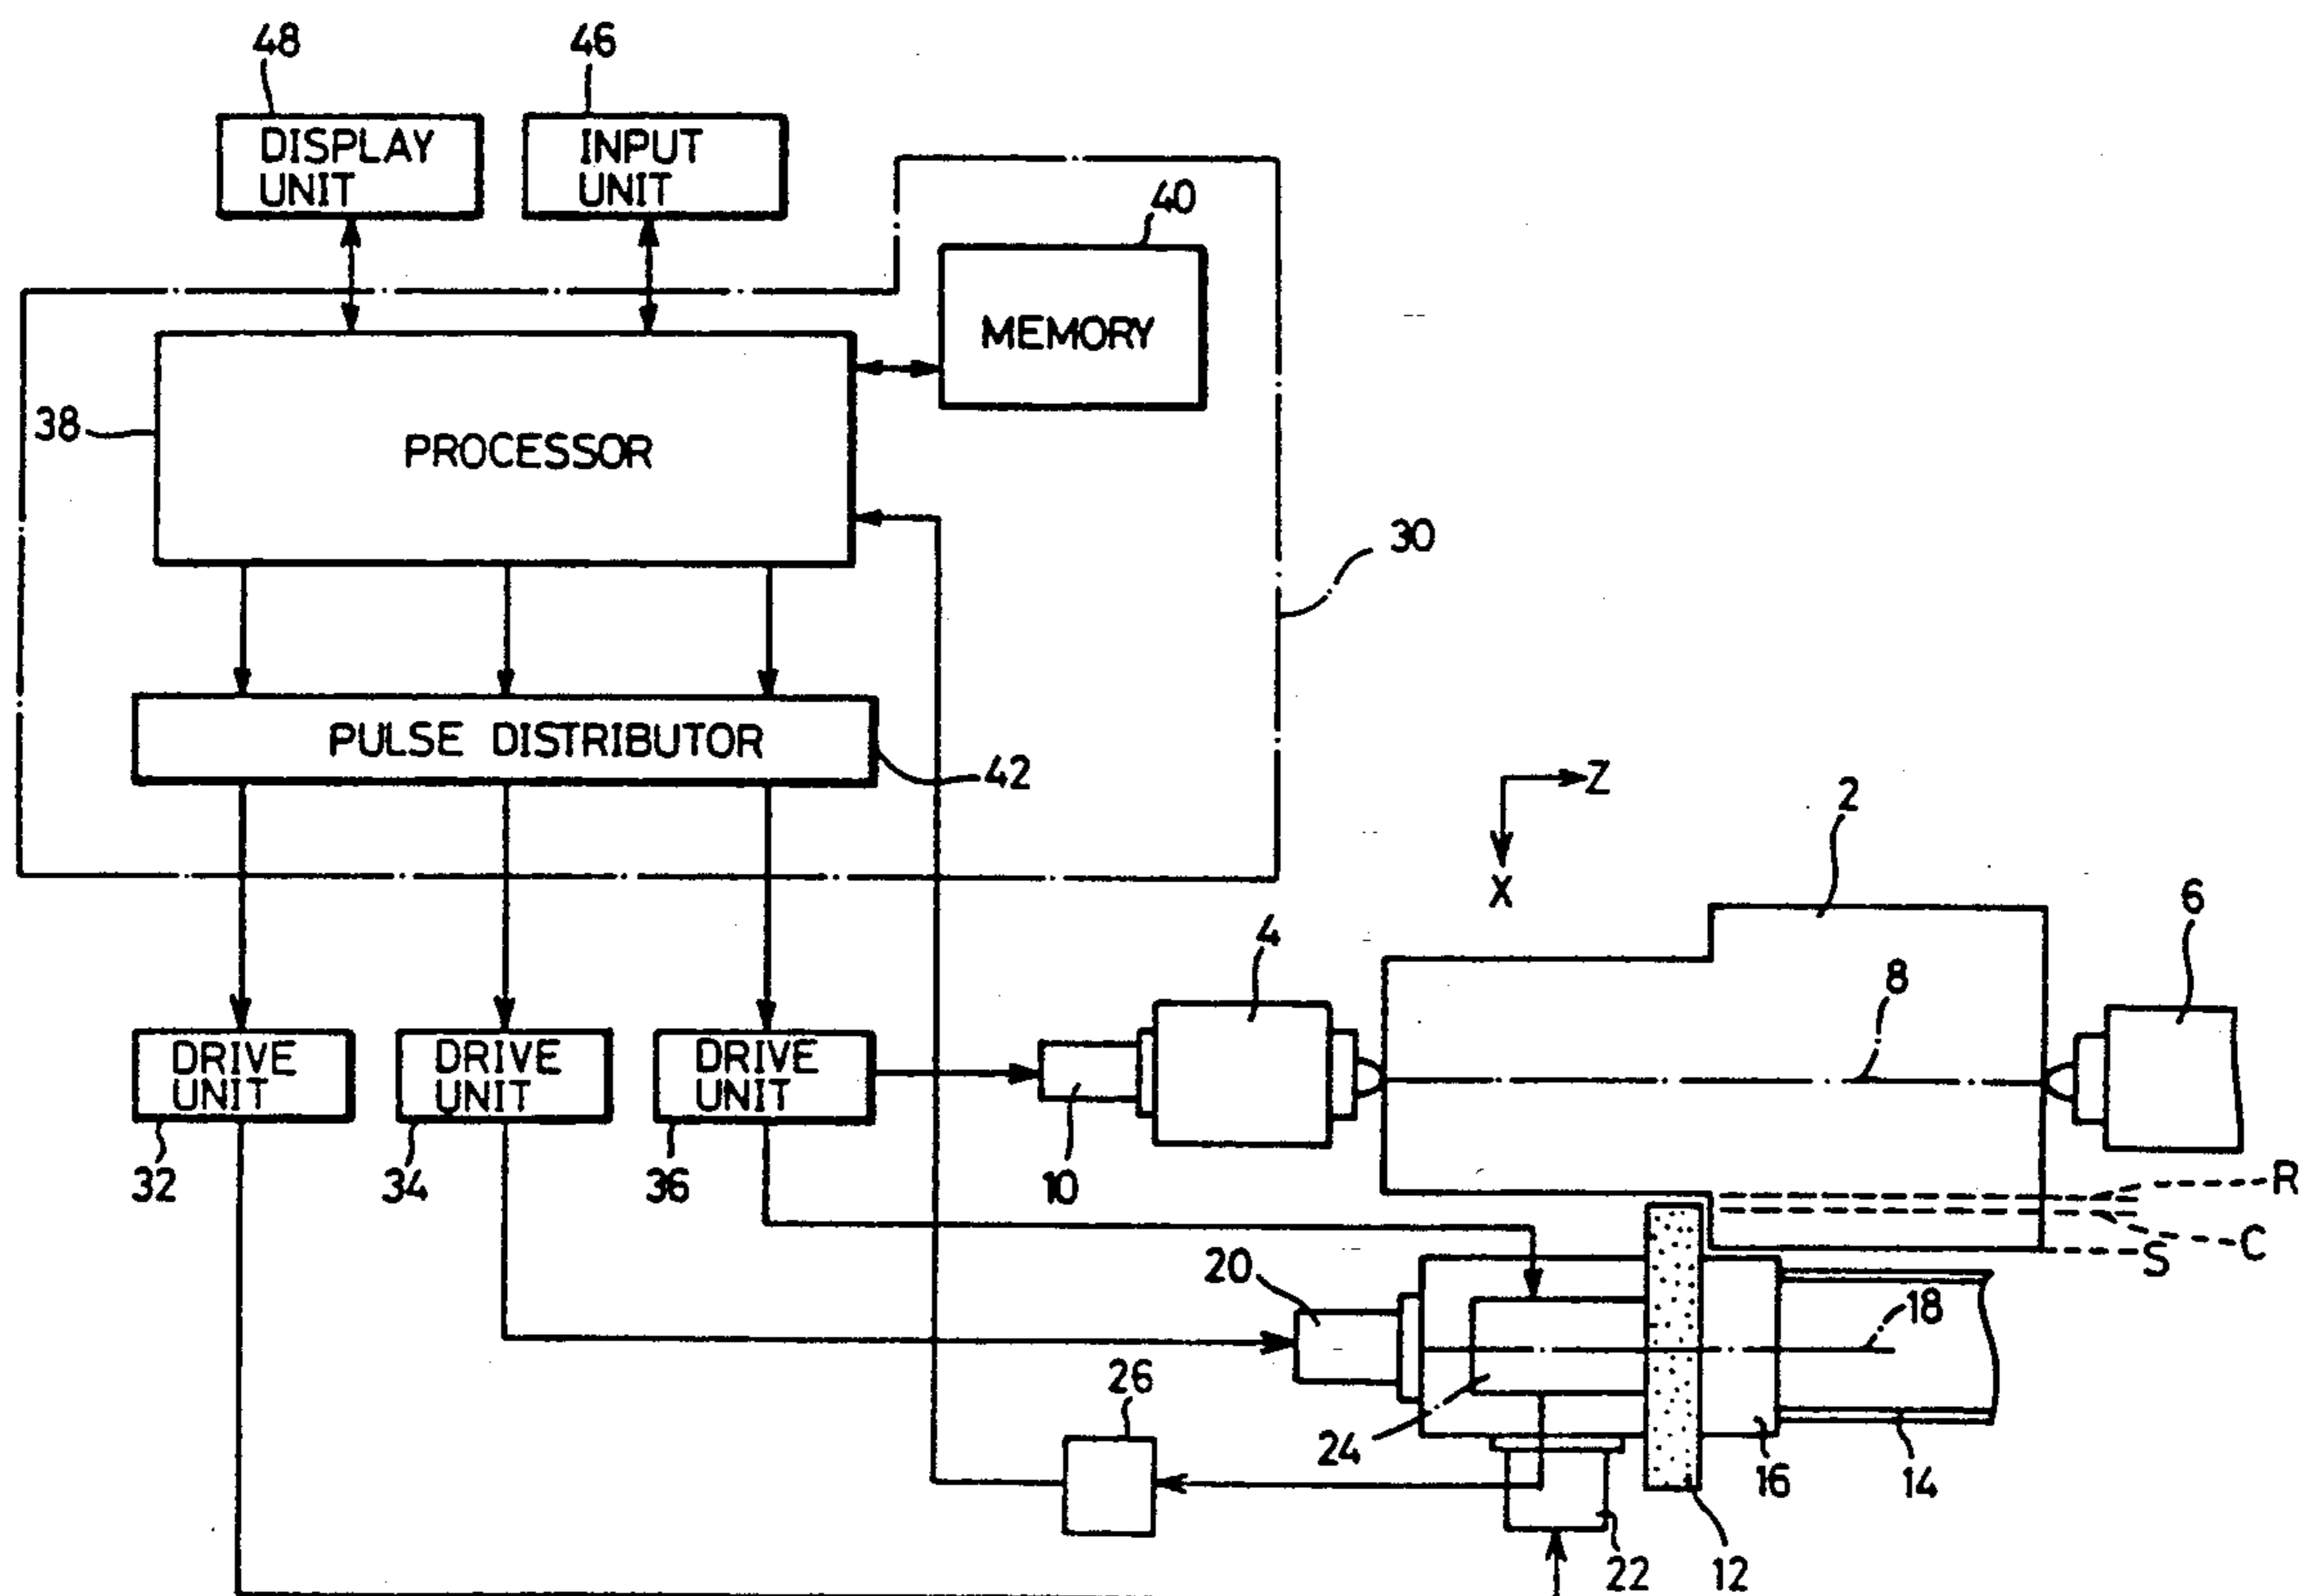 48
46
DISPLAY
UNIT
INPUT
UNIT
40
MEMORY
38
PROCESSOR
30
PULSE DISTRIBUTOR
42
Z
X
2
4
6
8
DRIVE
UNIT
DRIVE
UNIT
DRIVE
UNIT
32
34
36
10
R
C
S
20
18
26
24
16
14
22
12